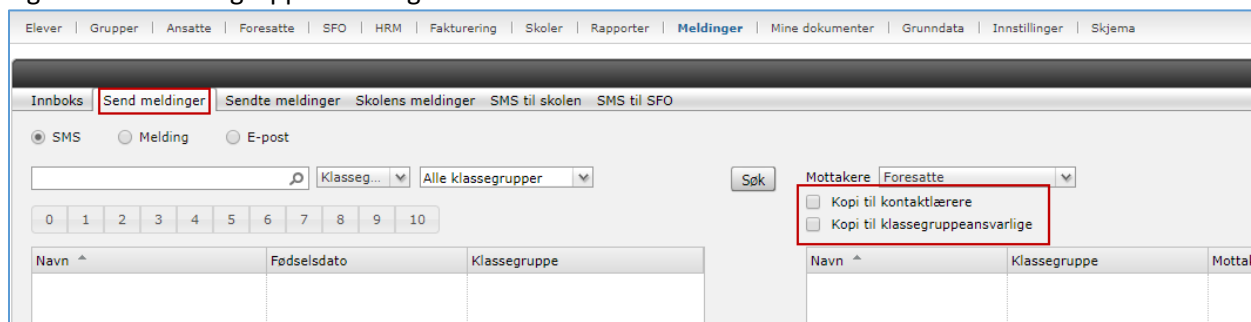 Elever | Grupper | Ansatte | Foresatte | SFO | HRM | Fakturering | Skoler | Rapporter | Meldinger | Mine dokumenter | Grunndata | Innstillinger | Skjema
Innboks Send meldinger Sendte meldinger Skolens meldinger SMS til skolen SMS til SFO
SMS Melding E-post
Klasseg... Alle klassegrupper Søk Mottakere Foresatte
Kopi til kontaktlærere
0 1 2 3 4 5 6 7 8 9 10 Kopi til klassegruppeansvarlige
Navn Fødselsdato Klassegruppe Navn Klassegruppe